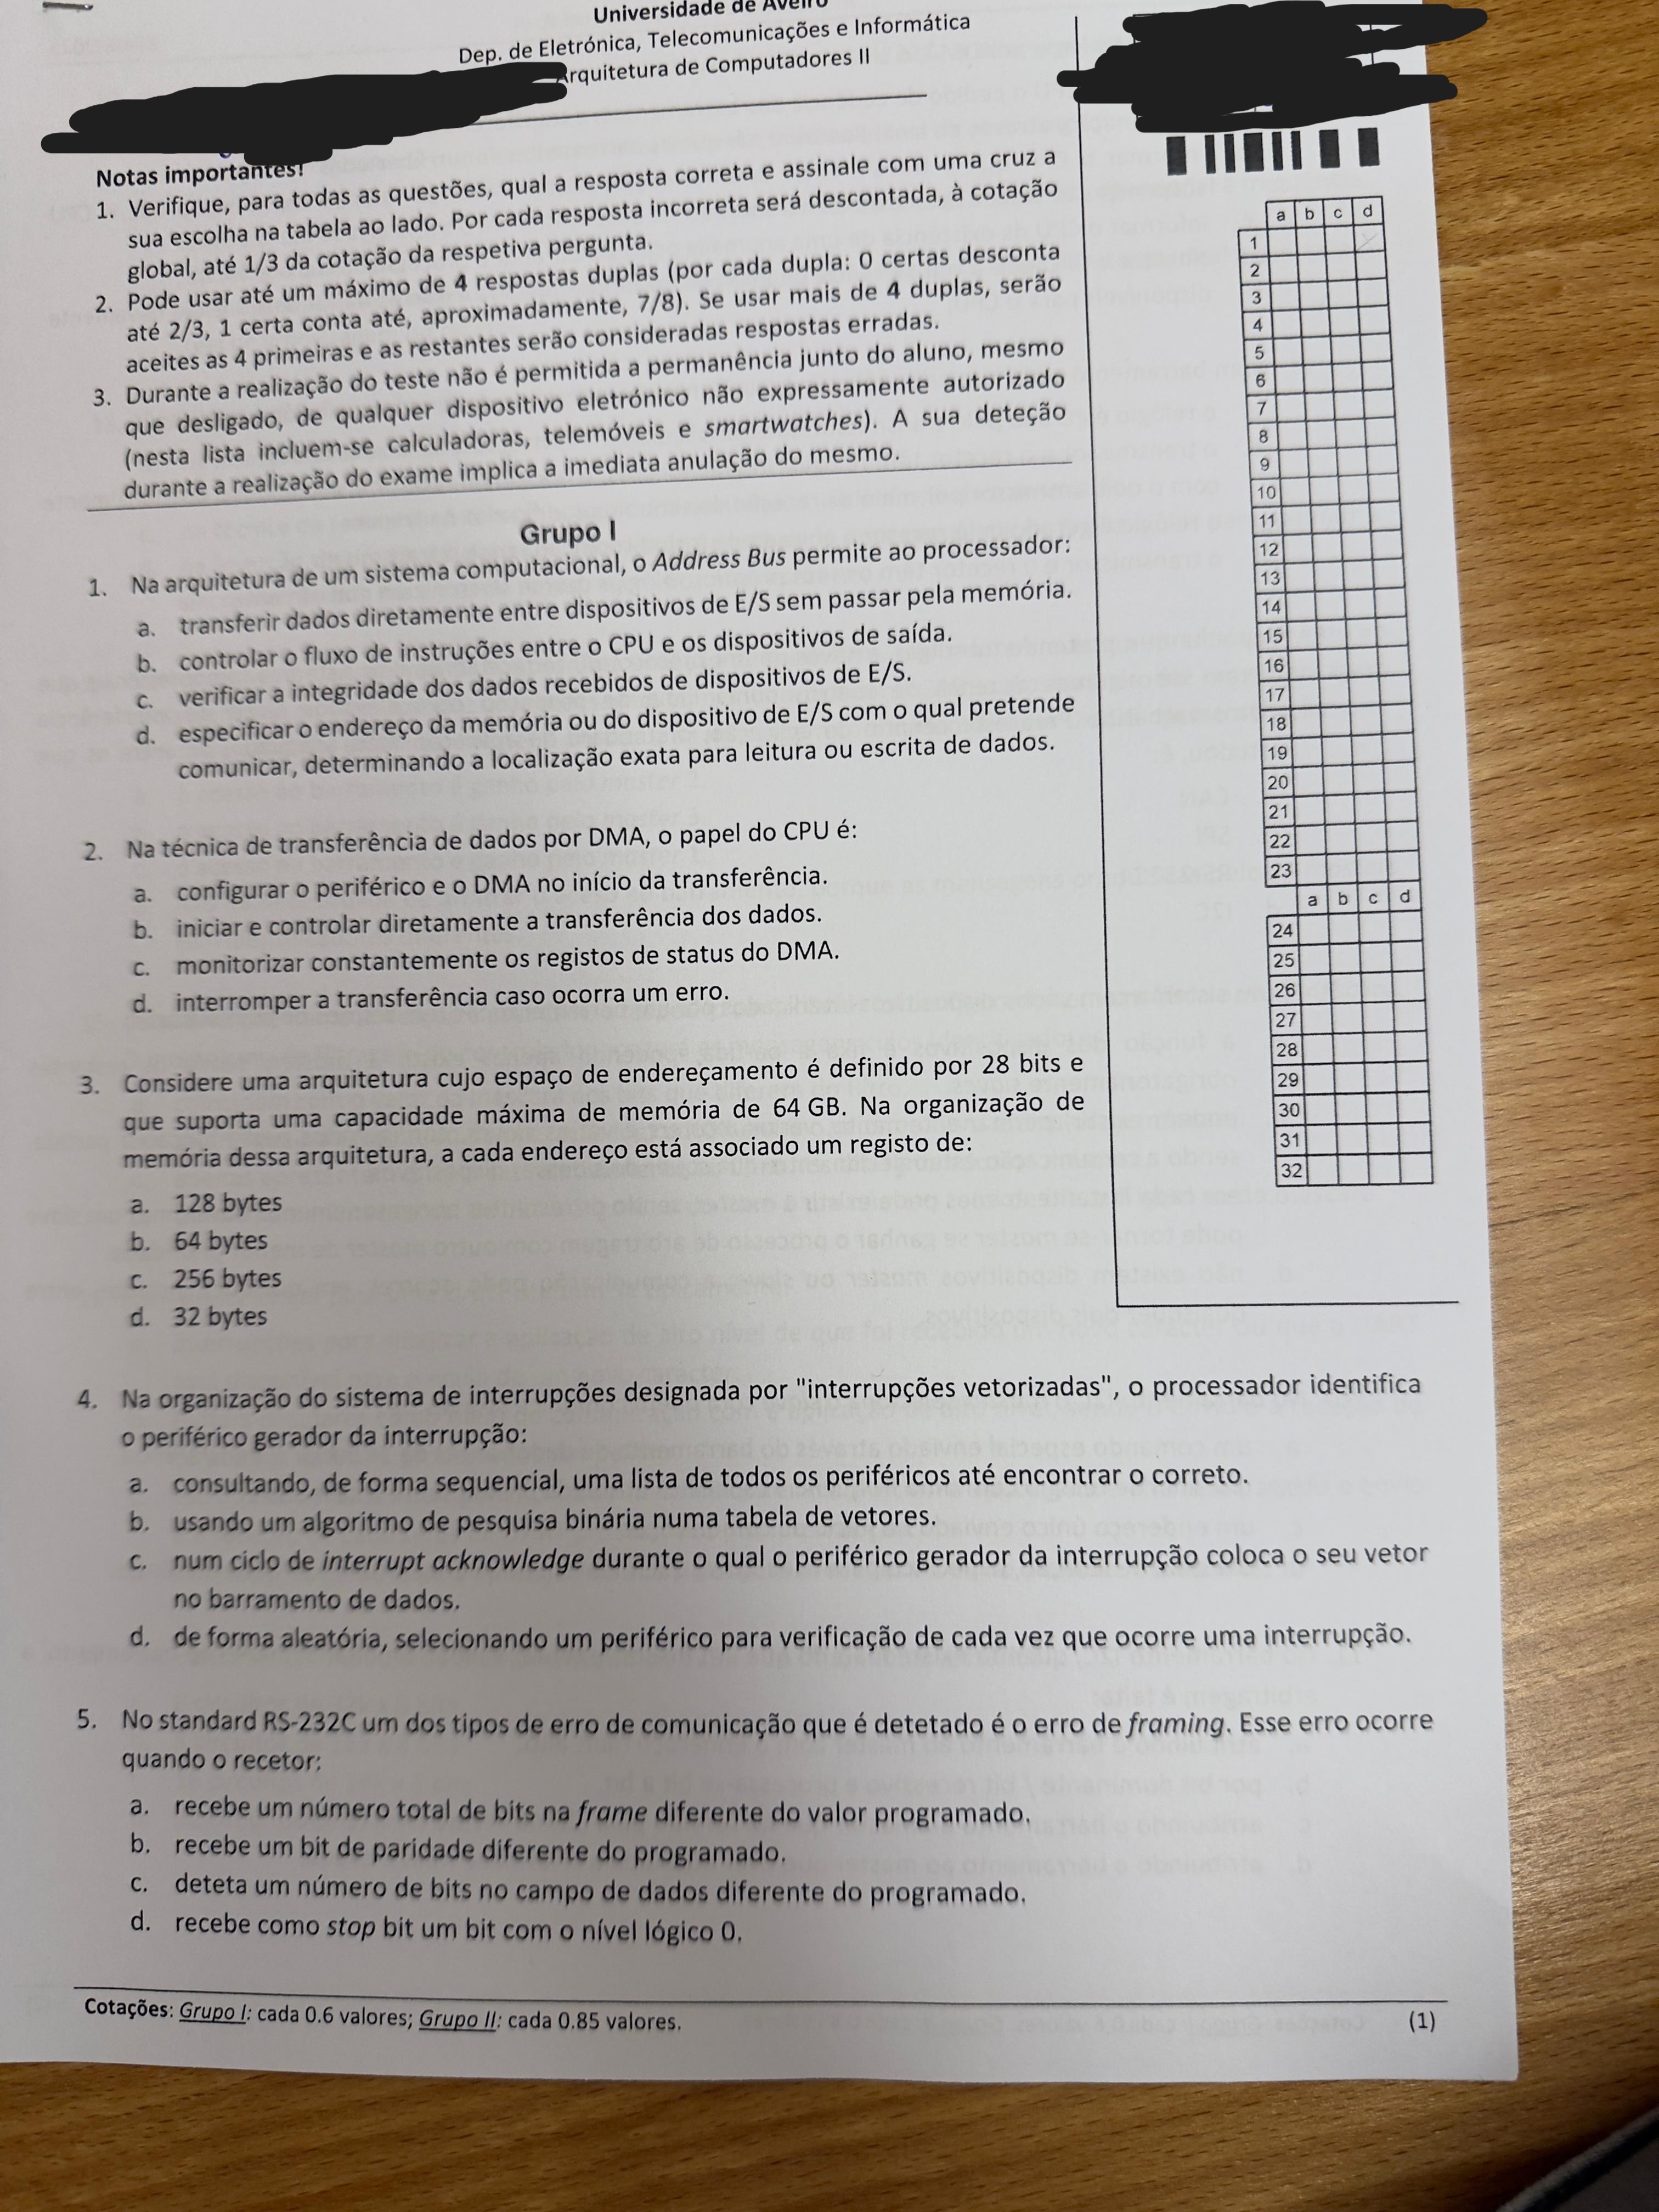 Universidade de Aveiro
Dep. de Eletrónica, Telecomunicações e Informática
Arquitetura de Computadores II
Notas importantes!
1. Verifique, para todas as questões, qual a resposta correta e assinale com uma cruz a
sua escolha na tabela ao lado. Por cada resposta incorreta será descontada, à cotação
global, até 1/3 da cotação da respetiva pergunta.
2. Pode usar até um máximo de 4 respostas duplas (por cada dupla: 0 certas desconta
até 2/3, 1 certa conta até, aproximadamente, 7/8). Se usar mais de 4 duplas, serão
aceites as 4 primeiras e as restantes serão consideradas respostas erradas.
3. Durante a realização do teste não é permitida a permanência junto do aluno, mesmo
que desligado, de qualquer dispositivo eletrónico não expressamente autorizado
(nesta lista incluem-se calculadoras, telemóveis e smartwatches). A sua deteção
durante a realização do exame implica a imediata anulação do mesmo.
Grupo I
1. Na arquitetura de um sistema computacional, o Address Bus permite ao processador:
a. transferir dados diretamente entre dispositivos de E/S sem passar pela memória.
b. controlar o fluxo de instruções entre o CPU e os dispositivos de saída.
c. verificar a integridade dos dados recebidos de dispositivos de E/S.
d. especificar o endereço da memória ou do dispositivo de E/S com o qual pretende
comunicar, determinando a localização exata para leitura ou escrita de dados.
2. Na técnica de transferência de dados por DMA, o papel do CPU é:
a. configurar o periférico e o DMA no início da transferência.
b. iniciar e controlar diretamente a transferência dos dados.
c. monitorizar constantemente os registos de status do DMA.
d. interromper a transferência caso ocorra um erro.
3. Considere uma arquitetura cujo espaço de endereçamento é definido por 28 bits e
que suporta uma capacidade máxima de memória de 64 GB. Na organização de
memória dessa arquitetura, a cada endereço está associado um registo de:
a. 128 bytes
b. 64 bytes
c. 256 bytes
d. 32 bytes
4. Na organização do sistema de interrupções designada por "interrupções vetorizadas", o processador identifica
o periférico gerador da interrupção:
a. consultando, de forma sequencial, uma lista de todos os periféricos até encontrar o correto.
b. usando um algoritmo de pesquisa binária numa tabela de vetores.
c. num ciclo de interrupt acknowledge durante o qual o periférico gerador da interrupção coloca o seu vetor
no barramento de dados.
d. de forma aleatória, selecionando um periférico para verificação de cada vez que ocorre uma interrupção.
5. No standard RS-232C um dos tipos de erro de comunicação que é detetado é o erro de framing. Esse erro ocorre
quando o recetor:
a. recebe um número total de bits na frame diferente do valor programado.
b. recebe um bit de paridade diferente do programado.
c. deteta um número de bits no campo de dados diferente do programado.
d. recebe como stop bit um bit com o nível lógico 0.
Cotações: Grupo I: cada 0.6 valores; Grupo II: cada 0.85 valores.
(1)
a b c d
1
2
3
4
5
6
7
8
9
10
11
12
13
14
15
16
17
18
19
20
21
22
23
a b c d
24
25
26
27
28
29
30
31
32